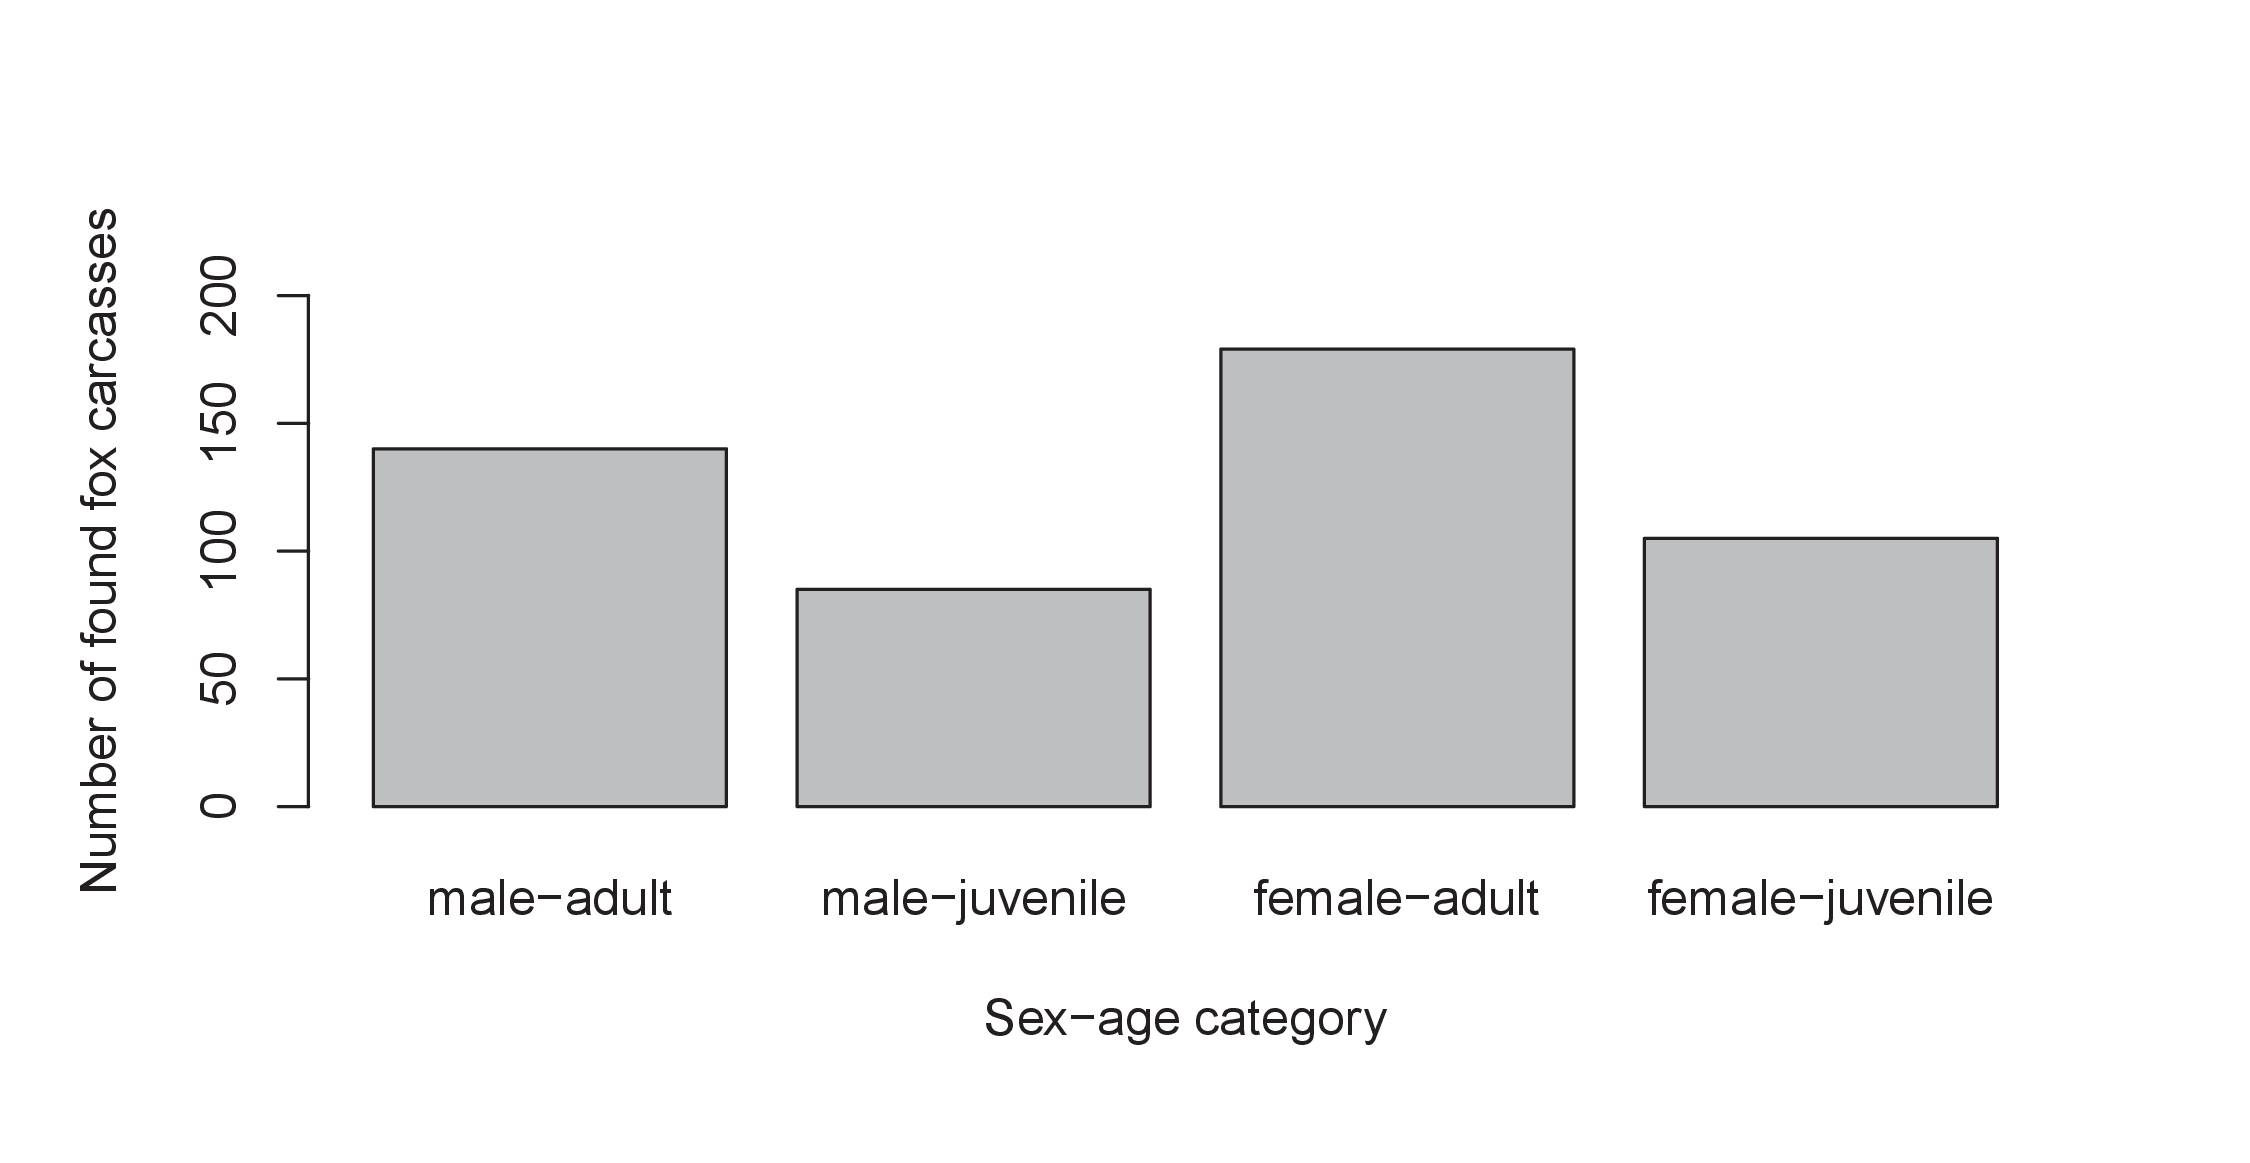 Number of found fox carcasses
200
150
100
50
0
male−adult
male−juvenile
female−adult
female−juvenile
Sex−age category